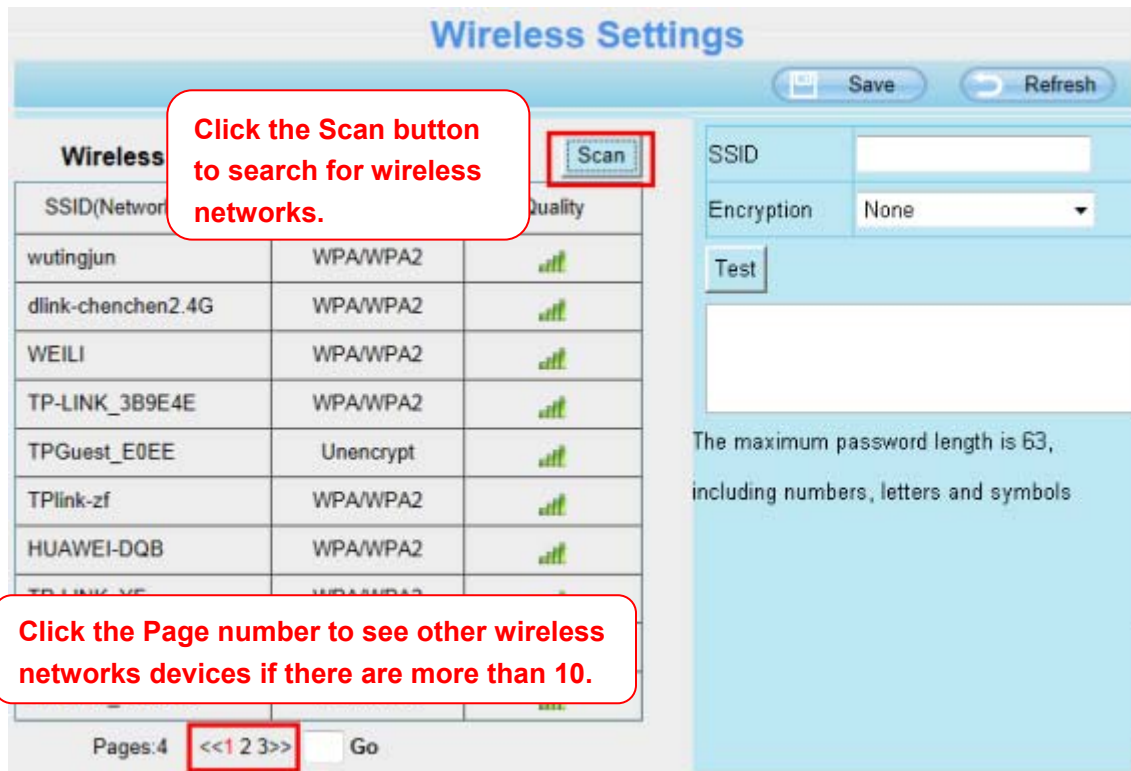 Wireless Settings
Save Refresh
Click the Scan button
to search for wireless
networks.
Wireless Scan
SSID Quality
wutingjun WPA/WPA2
dlink-chenchen2.4G WPA/WPA2
WEILI WPA/WPA2
TP-LINK_3B9E4E WPA/WPA2
TPGuest_E0EE Unencrypt
TPlink-zf WPA/WPA2
HUAWEI-DQB WPA/WPA2
Click the Page number to see other wireless
networks devices if there are more than 10.
Pages:4 <<1 2 3>> Go
SSID
Encryption None
Test
The maximum password length is 63,
including numbers, letters and symbols